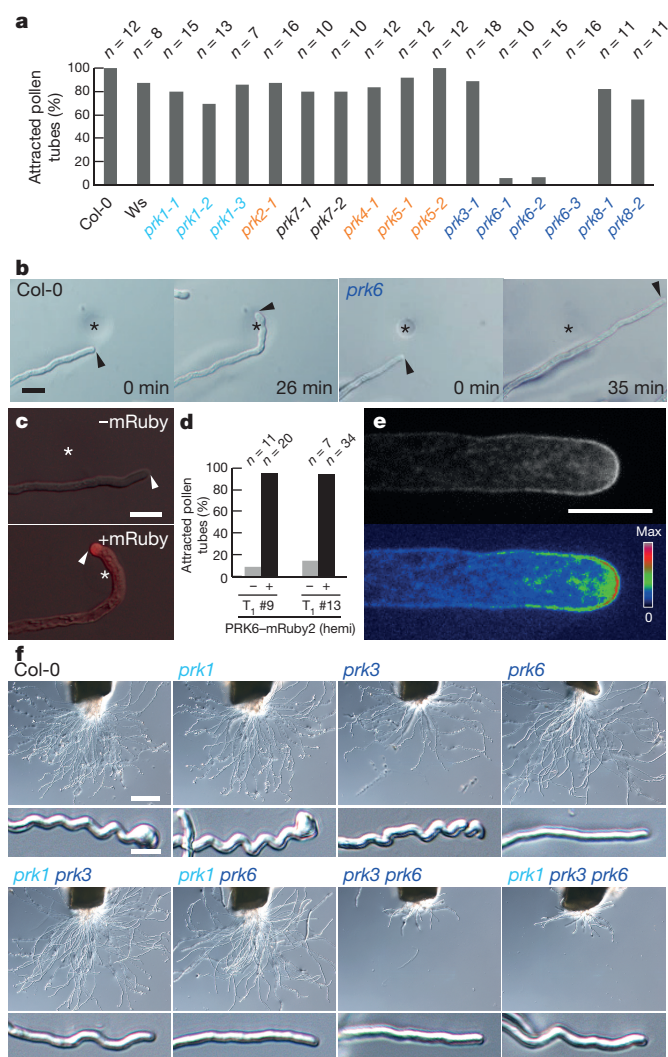 a
n = 12
n = 8
n = 15
n = 13
n = 7
n = 16
n = 10
n = 10
n = 12
n = 12
n = 12
n = 18
n = 10
n = 15
n = 16
n = 11
n = 11
Attracted pollen
tubes (%)
100
80
60
40
20
0
Col-0
Ws
prk1-1
prk1-2
prk1-3
prk2-1
prk7-1
prk7-2
prk4-1
prk5-1
prk5-2
prk3-1
prk6-1
prk6-2
prk6-3
prk8-1
prk8-2
b
Col-0
*
0 min
*
26 min
prk6
*
0 min
*
35 min
c
–mRuby
*
+mRuby
*
d
n = 11
n = 20
n = 7
n = 34
Attracted pollen
tubes (%)
100
80
60
40
20
0
– + – +
T1 #9 T1 #13
PRK6–mRuby2 (hemi)
e
Max
0
f
Col-0 prk1 prk3 prk6
prk1 prk3 prk1 prk6 prk3 prk6 prk1 prk3 prk6